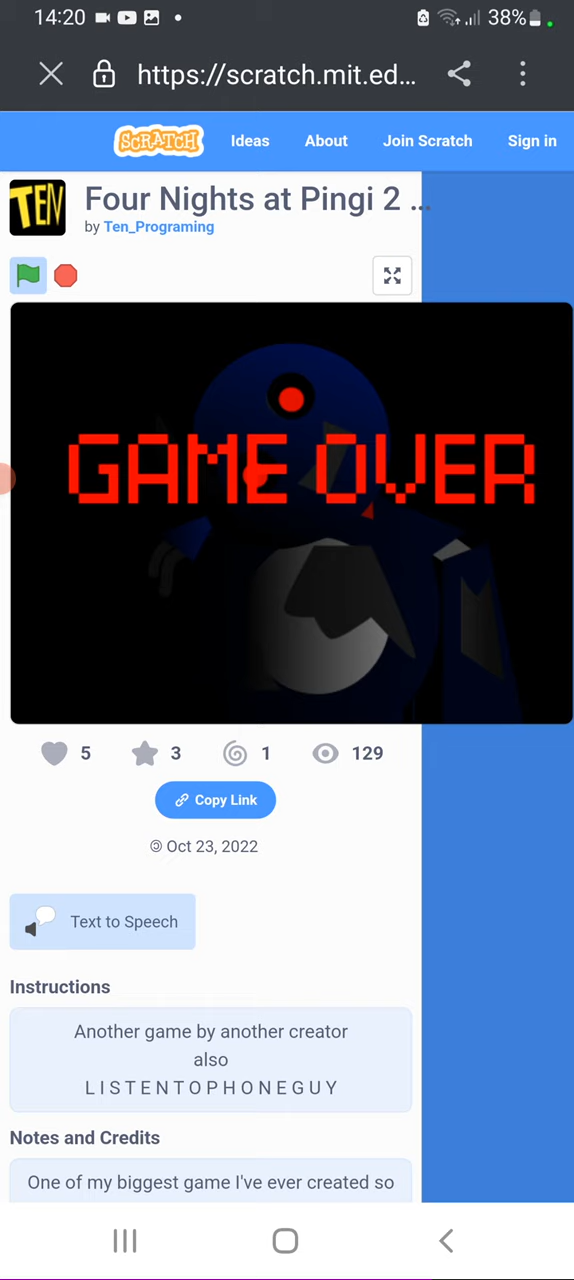 14:20
38%
https://scratch.mit.ed...
SCRATCH Ideas About Join Scratch Sign in
TEN
Four Nights at Pingi 2 ...
by Ten_Programing
GAME OVER
5 3 1 129
Copy Link
Oct 23, 2022
Text to Speech
Instructions
Another game by another creator
also
L I S T E N T O P H O N E G U Y
Notes and Credits
One of my biggest game I've ever created so